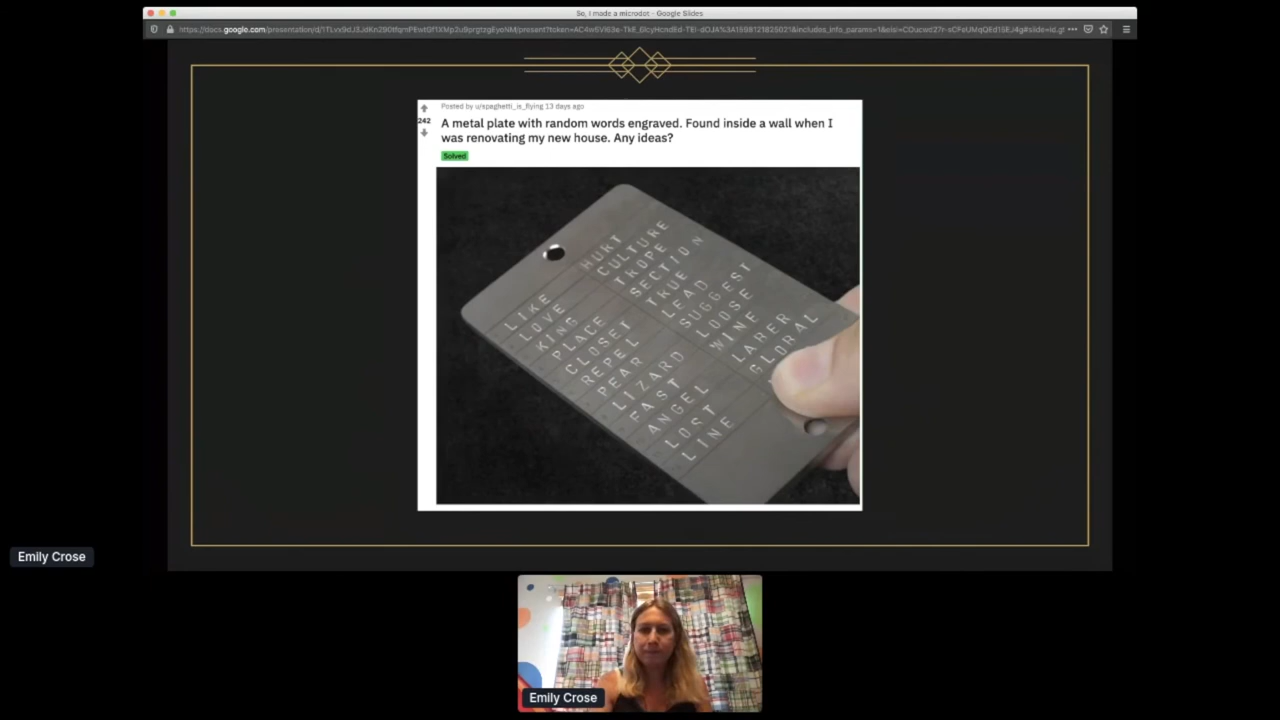 So, I made a microdot - Google Slides
Posted by u/spaghetti_is_flying 13 days ago
242
A metal plate with random words engraved. Found inside a wall when I
was renovating my new house. Any ideas?
Solved
HURT
CULTURE
TROPE
SECTION
TRUE
LEAD
SUGGEST
LOOSE
WINE
LARER
GLORAL
LIKE
LOVE
KING
PLACE
CLOSET
REPEL
PEAR
LIZARD
FAST
ANGEL
LOST
LINE
Emily Crose
Emily Crose